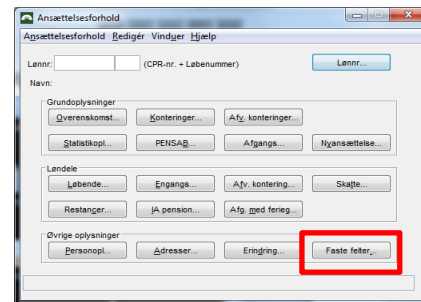 Ansættelsesforhold
Ansættelsesforhold Redigér Vinduer Hjælp
Lønnr: (CPR-nr. + Løbenummer) Lønnr...
Navn:
Grundoplysninger
Overenskomst... Konteringer... Afv. konteringer...
Statistikopl... PENSAB... Afgangs... Nyansættelse...
Løndele
Løbende... Engangs... Afv. kontering... Skatte...
Restancer... IA pension... Afg. med ferieg...
Øvrige oplysninger
Personopl... Adresser... Erindring... Faste felter...